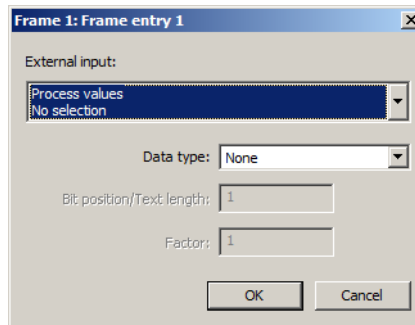 Frame 1: Frame entry 1
External input:
Process values
No selection
Data type: None
Bit position/Text length: 1
Factor: 1
OK Cancel